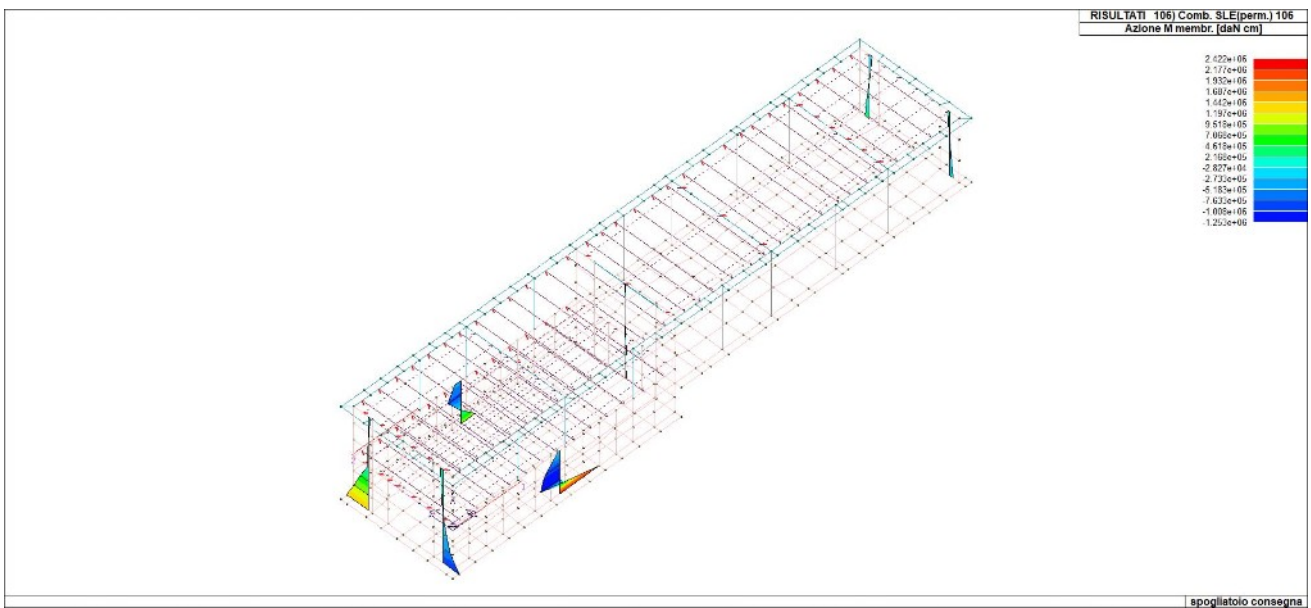 RISULTATI 106) Comb. SLE(perm.) 106
Azione M membr. [daN cm]
2.422e+06
2.177e+06
1.932e+06
1.687e+06
1.442e+06
1.197e+06
9.518e+05
7.068e+05
4.618e+05
2.168e+05
-2.827e+04
-2.733e+05
-5.183e+05
-7.633e+05
-1.008e+06
-1.253e+06
spogliatoio consegna